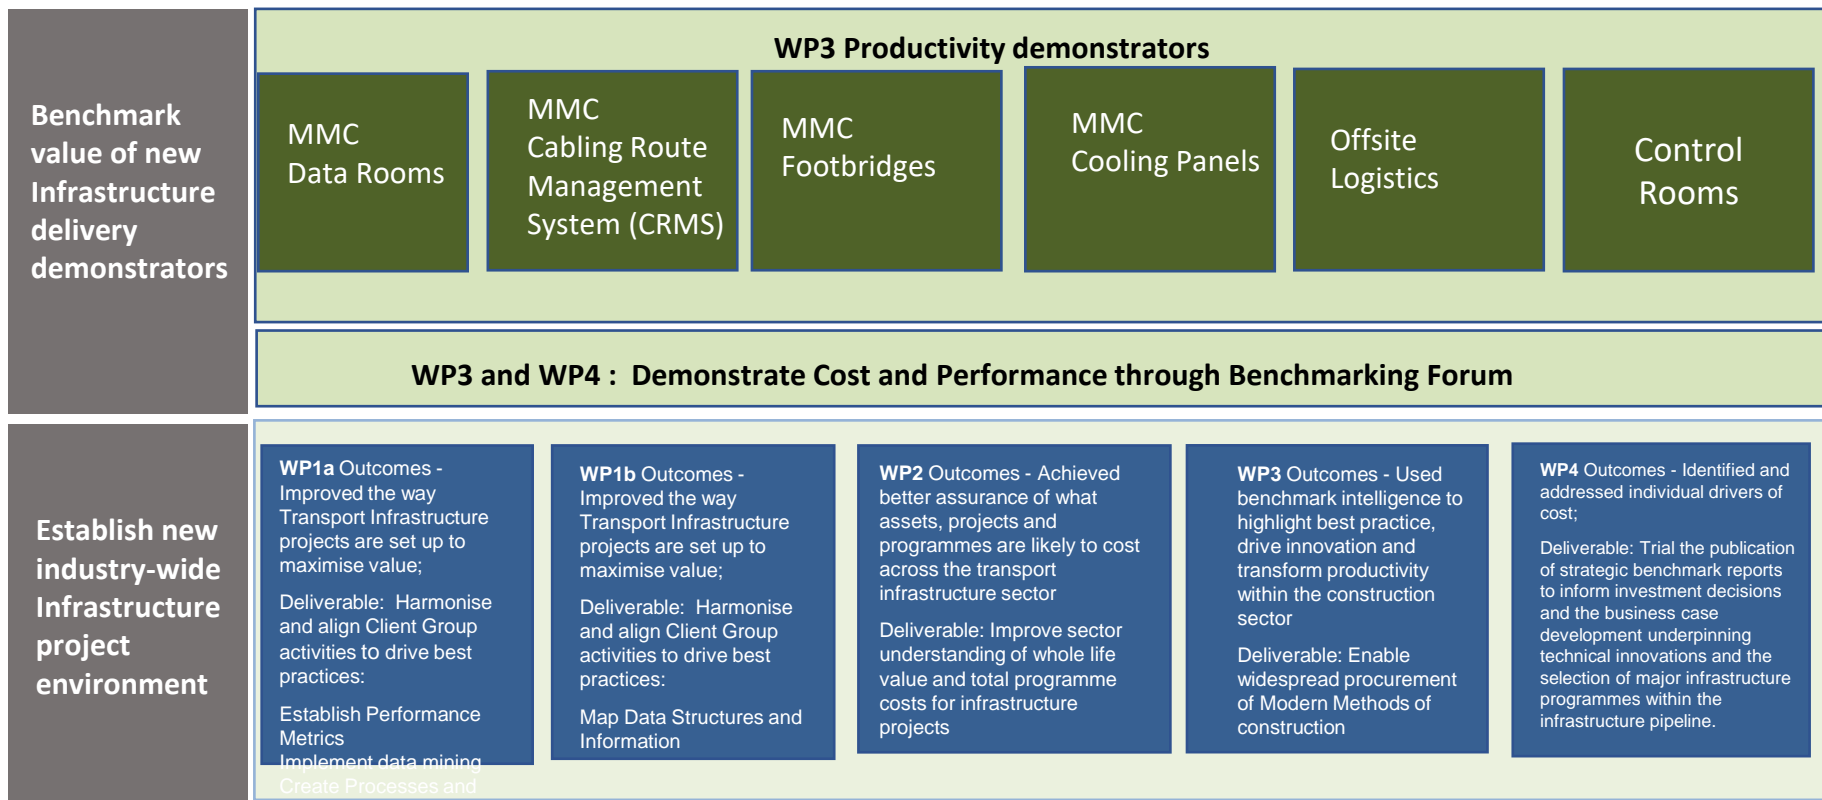 Benchmark
value of new
Infrastructure
delivery
demonstrators
WP3 Productivity demonstrators
MMC
Data Rooms
MMC
Cabling Route
Management
System (CRMS)
MMC
Footbridges
MMC
Cooling Panels
Offsite
Logistics
Control
Rooms
WP3 and WP4 : Demonstrate Cost and Performance through Benchmarking Forum
Establish new
industry-wide
Infrastructure
project
environment
WP1a Outcomes -
Improved the way
Transport Infrastructure
projects are set up to
maximise value;
Deliverable: Harmonise
and align Client Group
activities to drive best
practices:
Establish Performance
Metrics
Implement data mining
Create Processes and
WP1b Outcomes -
Improved the way
Transport Infrastructure
projects are set up to
maximise value;
Deliverable: Harmonise
and align Client Group
activities to drive best
practices:
Map Data Structures and
Information
WP2 Outcomes - Achieved
better assurance of what
assets, projects and
programmes are likely to cost
across the transport
infrastructure sector
Deliverable: Improve sector
understanding of whole life
value and total programme
costs for infrastructure
projects
WP3 Outcomes - Used
benchmark intelligence to
highlight best practice,
drive innovation and
transform productivity
within the construction
sector
Deliverable: Enable
widespread procurement
of Modern Methods of
construction
WP4 Outcomes - Identified and
addressed individual drivers of
cost;
Deliverable: Trial the publication
of strategic benchmark reports
to inform investment decisions
and the business case
development underpinning
technical innovations and the
selection of major infrastructure
programmes within the
infrastructure pipeline.